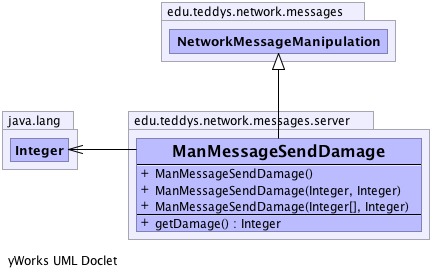 edu.teddys.network.messages
NetworkMessageManipulation
java.lang
Integer
edu.teddys.network.messages.server
ManMessageSendDamage
+ ManMessageSendDamage()
+ ManMessageSendDamage(Integer, Integer)
+ ManMessageSendDamage(Integer[], Integer)
+ getDamage() : Integer
yWorks UML Doclet